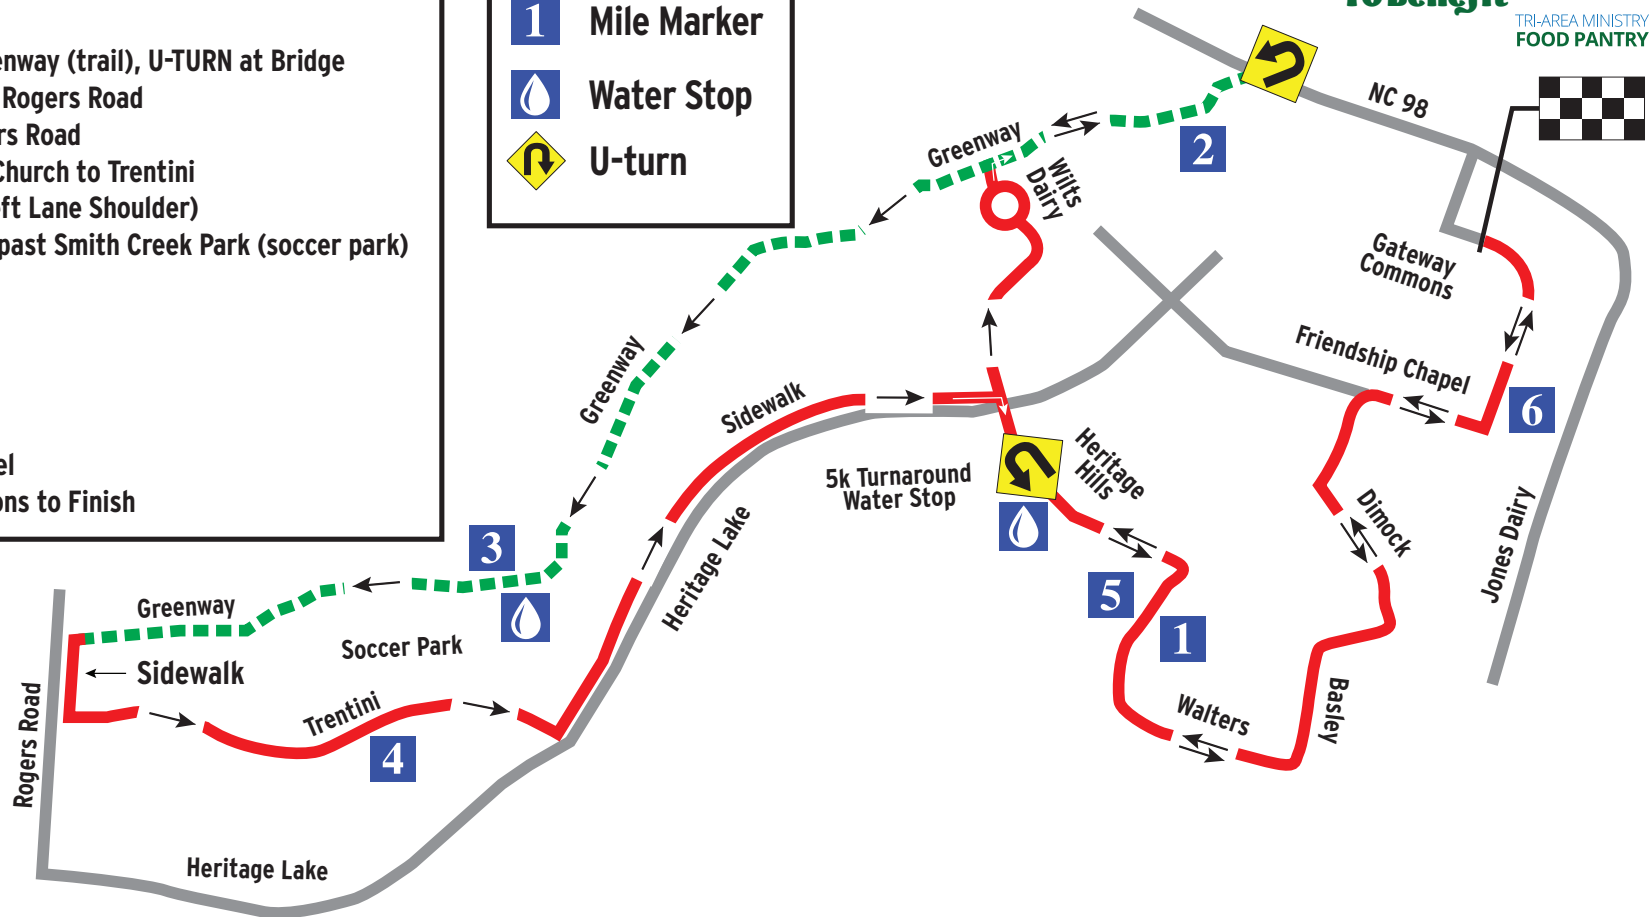 enway (trail), U-TURN at Bridge
Rogers Road
rs Road
Church to Trentini
ft Lane Shoulder)
past Smith Creek Park (soccer park)
el
ons to Finish
1 Mile Marker
Water Stop
U-turn
To Benefit
TRI-AREA MINISTRY
FOOD PANTRY
NC 98
2
Greenway
Wilts
Dairy
Gateway
Commons
Friendship Chapel
6
Greenway
Sidewalk
5k Turnaround
Water Stop
Heritage
Hills
Dimock
Jones Dairy
Heritage Lake
3
5
1
Greenway
Soccer Park
Sidewalk
Rogers Road
Trentini
4
Walters
Basley
Heritage Lake